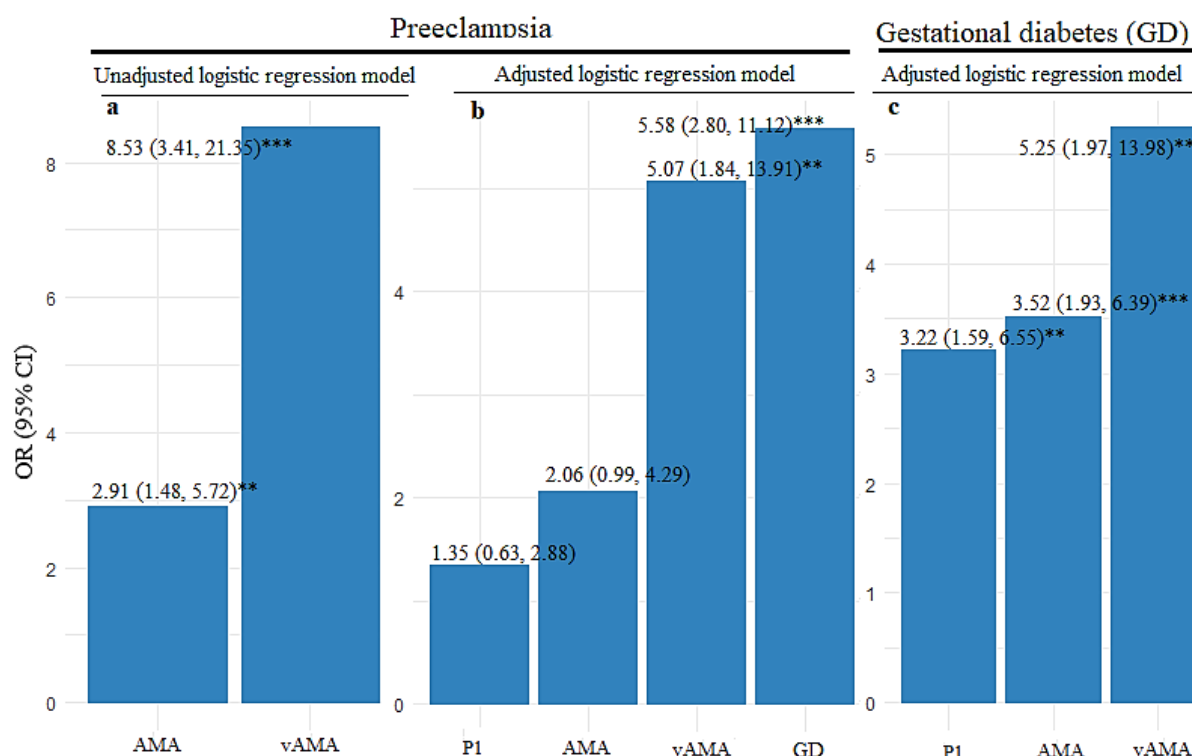 Preeclampsia
Gestational diabetes (GD)
Unadjusted logistic regression model
Adjusted logistic regression model
Adjusted logistic regression model
a
b
c
OR (95% CI)
8
6
4
2
0
8.53 (3.41, 21.35)***
2.91 (1.48, 5.72)**
AMA
vAMA
4
2
0
5.58 (2.80, 11.12)***
5.07 (1.84, 13.91)**
2.06 (0.99, 4.29)
1.35 (0.63, 2.88)
P1
AMA
vAMA
GD
5
4
3
2
1
0
5.25 (1.97, 13.98)**
3.52 (1.93, 6.39)***
3.22 (1.59, 6.55)**
P1
AMA
vAMA